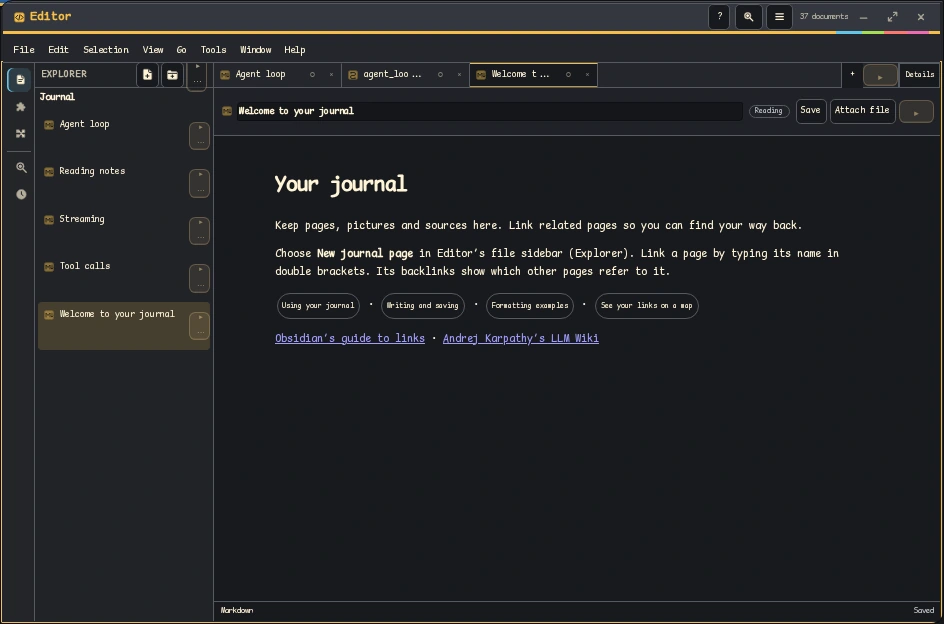 Editor
?
37 documents
File Edit Selection View Go Tools Window Help
EXPLORER
...
Agent loop
agent_loo ...
Welcome t ...
+
Details
Journal
Agent loop
...
Reading notes
...
Streaming
...
Tool calls
...
Welcome to your journal
...
Welcome to your journal
Reading
Save
Attach file
Your journal
Keep pages, pictures and sources here. Link related pages so you can find your way back.
Choose New journal page in Editor's file sidebar (Explorer). Link a page by typing its name in
double brackets. Its backlinks show which other pages refer to it.
Using your journal · Writing and saving · Formatting examples · See your links on a map
Obsidian's guide to links · Andrej Karpathy's LLM Wiki
Markdown
Saved